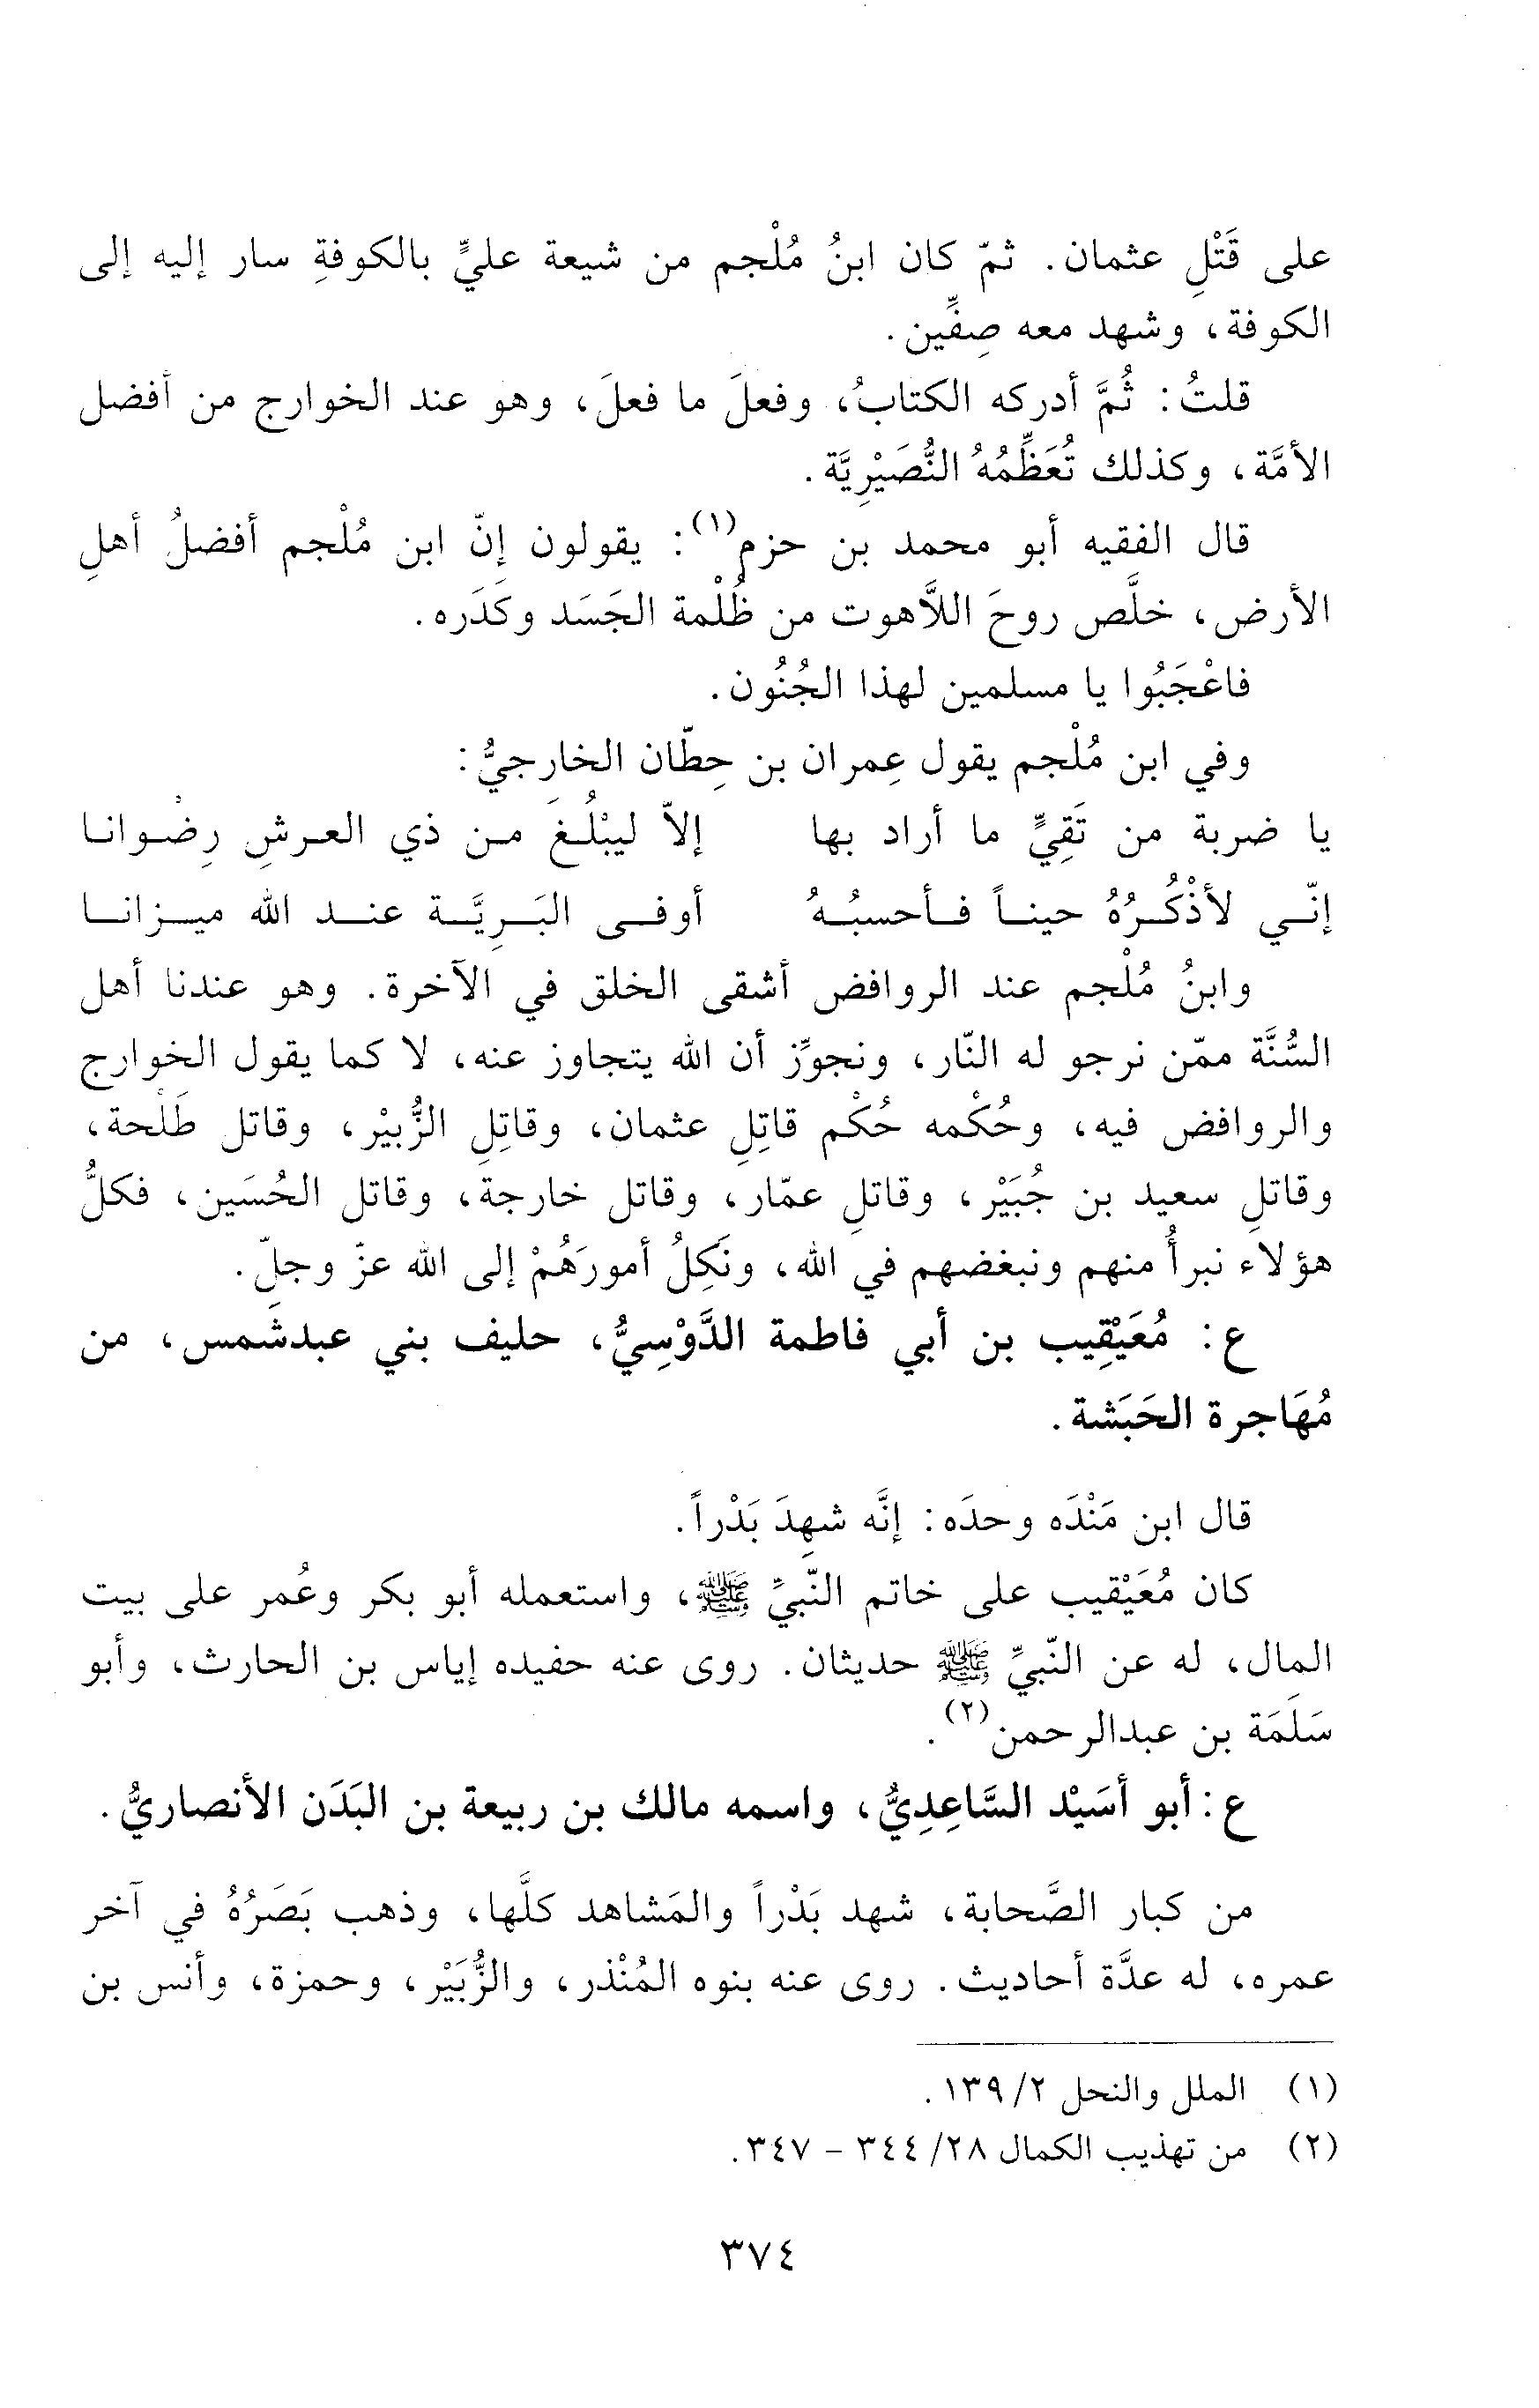 على قَتْلِ عثمان. ثمّ كان ابنُ مُلْجم من شيعة عليٍّ بالكوفةِ سار إليه إلى
الكوفة، وشهد معه صِفِّين.
قلتُ: ثُمَّ أدركه الكتابُ، وفعلَ ما فعلَ، وهو عند الخوارج من أفضل
الأمَّة، وكذلك تُعَظِّمُهُ النُّصَيْرِيَّة.
قال الفقيه أبو محمد بن حزم(١): يقولون إنّ ابن مُلْجم أفضلُ أهلِ
الأرض، خلَّص روحَ اللاَّهوت من ظُلْمة الجَسَد وكَدَره.
فاعْجَبُوا يا مسلمين لهذا الجُنُون.
وفي ابن مُلْجم يقول عِمران بن حِطّان الخارجيُّ:
يا ضربة من تَقِيٍّ ما أراد بها إلاّ ليبْلُغَ من ذي العرشِ رِضْوانا
إنّي لأذْكُرُهُ حيناً فأحسبُهُ أوفى البَرِيَّة عند الله ميزانا
وابنُ مُلْجم عند الروافض أشقى الخلق في الآخرة. وهو عندنا أهل
السُّنَّة ممّن نرجو له النّار، ونجوِّز أن الله يتجاوز عنه، لا كما يقول الخوارج
والروافض فيه، وحُكْمه حُكْم قاتِلِ عثمان، وقاتِلِ الزُّبيْر، وقاتل طَلْحة،
وقاتلِ سعيد بن جُبَيْر، وقاتلِ عمّار، وقاتل خارجة، وقاتل الحُسَين، فكلُّ
هؤلاء نبرأُ منهم ونبغضهم في الله، ونَكِلُ أمورَهُمْ إلى الله عزّ وجلّ.
ع: مُعَيْقِيب بن أبي فاطمة الدَّوْسِيُّ، حليف بني عبدشَمس، من
مُهَاجرة الحَبَشة.
قال ابن مَنْدَه وحدَه: إنَّه شهِدَ بَدْراً.
كان مُعَيْقيب على خاتم النّبيِّ ﷺ، واستعمله أبو بكر وعُمر على بيت
المال، له عن النّبيِّ ﷺ حديثان. روى عنه حفيده إياس بن الحارث، وأبو
سَلَمَة بن عبدالرحمن(٢).
ع: أبو أسَيْد السَّاعِدِيُّ، واسمه مالك بن ربيعة بن البَدَن الأنصاريُّ.
من كبار الصَّحابة، شهد بَدْراً والمَشاهد كلَّها، وذهب بَصَرُهُ في آخر
عمره، له عدَّة أحاديث. روى عنه بنوه المُنْذر، والزُّبَيْر، وحمزة، وأنس بن
(١) الملل والنحل ٢/ ١٣٩.
(٢) من تهذيب الكمال ٢٨/ ٣٤٤ – ٣٤٧.
٣٧٤